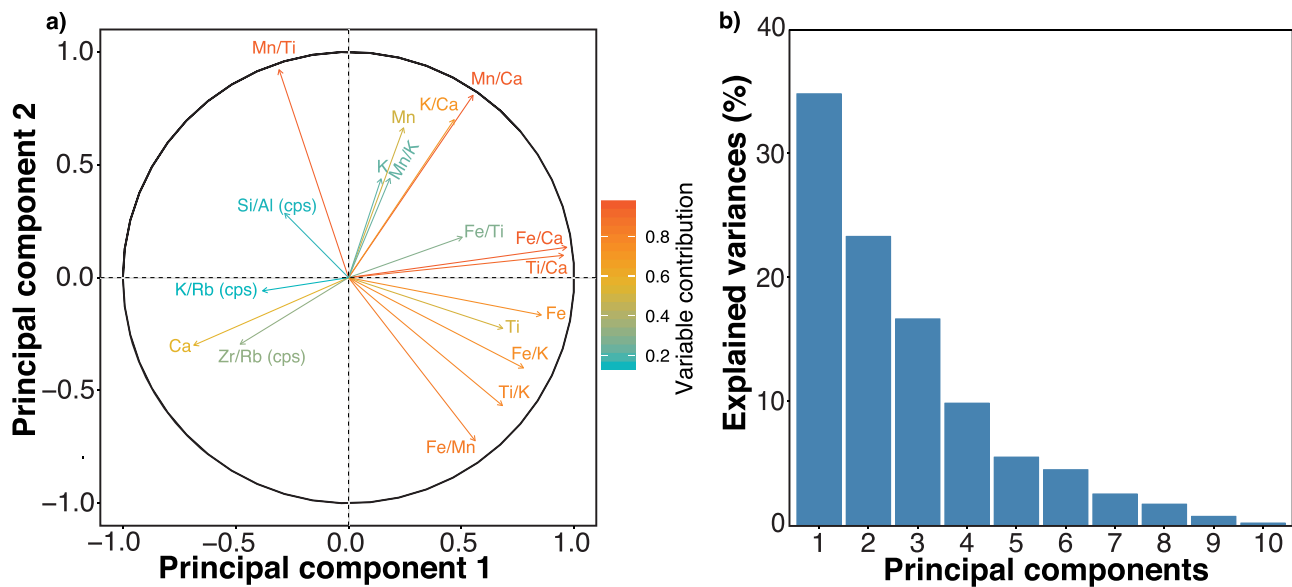 a)
1.0
0.5
0.0
−0.5
−1.0
Principal component 2
Mn/Ti
Mn/Ca
K/Ca
Mn
K
Mn/K
Si/Al (cps)
Fe/Ti
Fe/Ca
Ti/Ca
K/Rb (cps)
Fe
Ti
Ca
Zr/Rb (cps)
Fe/K
Ti/K
Fe/Mn
−1.0 −0.5 0.0 0.5 1.0
Principal component 1
0.8
0.6
0.4
0.2
Variable contribution
b)
40
30
20
10
0
Explained variances (%)
1 2 3 4 5 6 7 8 9 10
Principal components